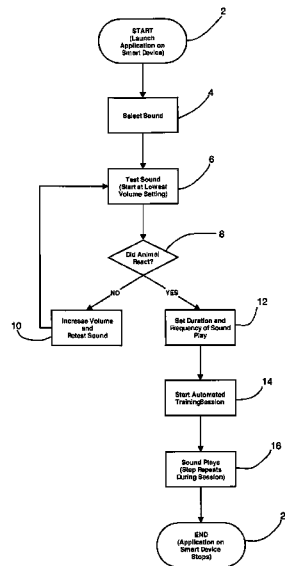 START
(Launch
Application on
Smart Device)
2
Select Sound
4
Test Sound
(Start at Lowest
Volume Setting)
6
Did Animal
React?
8
NO
YES
Increase Volume
and
Retest Sound
10
Set Duration and
Frequency of Sound
Play
12
Start Automated
TrainingSession
14
Sound Plays
(Step Repeats
During Session)
16
END
(Application on
Smart Device
Stops)
2